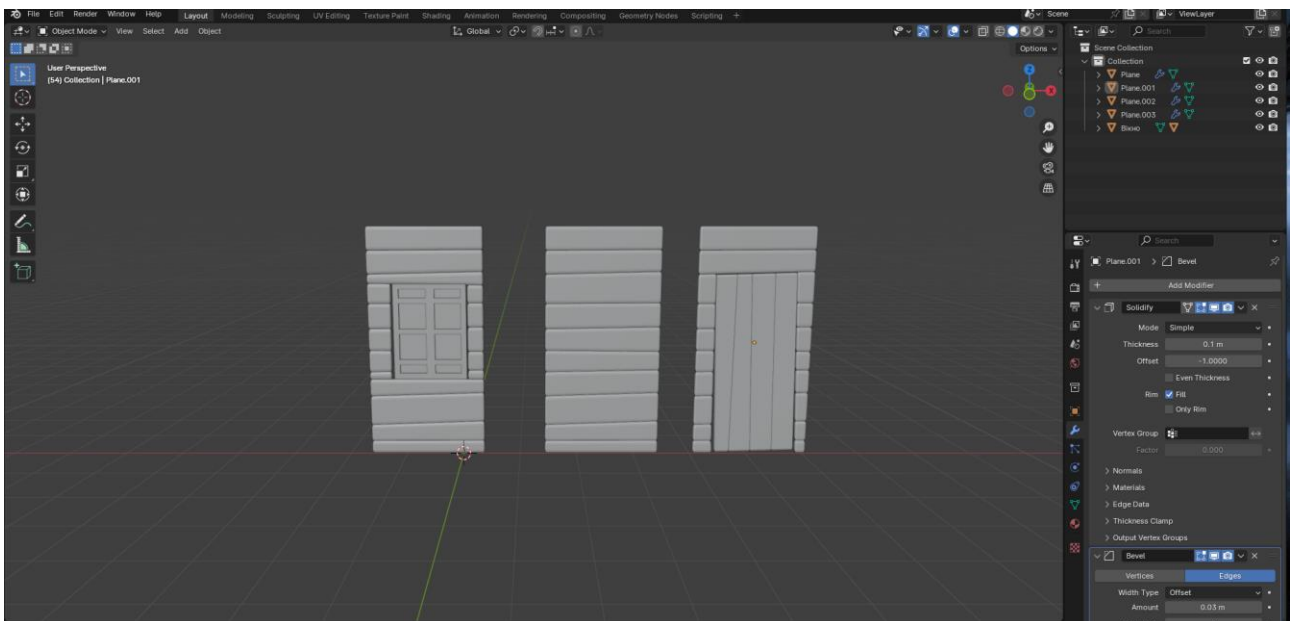 File Edit Render Window Help Layout Modeling Sculpting UV Editing Texture Paint Shading Animation Rendering Compositing Geometry Nodes Scripting + Scene ViewLayer
Object Mode View Select Add Object Global Search
Options
User Perspective
(54) Collection | Plane.001
Scene Collection
Collection
Plane
Plane.001
Plane.002
Plane.003
Вікно
Z
X
Search
Plane.001 > Bevel
+ Add Modifier
Solidify
Mode Simple
Thickness 0.1 m
Offset -1.0000
Even Thickness
Rim Fill
Only Rim
Vertex Group
Factor 0.000
Normals
Materials
Edge Data
Thickness Clamp
Output Vertex Groups
Bevel
Vertices Edges
Width Type Offset
Amount 0.03 m